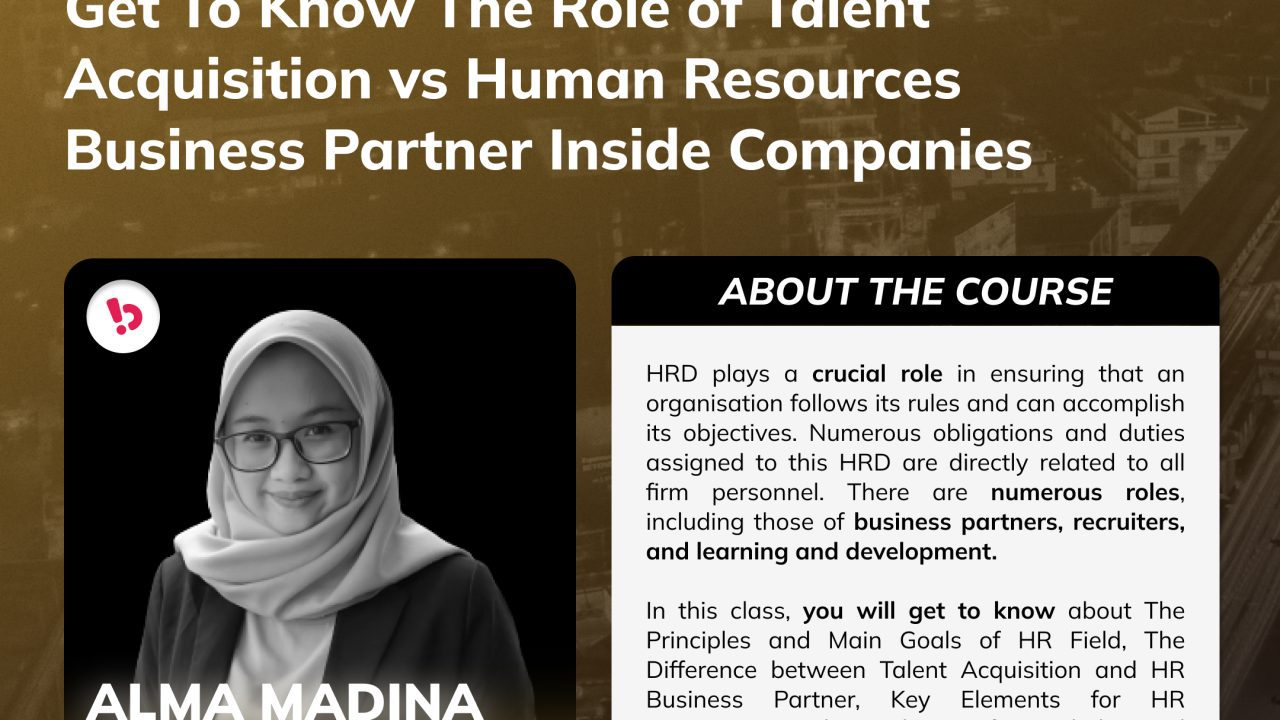 Get To Know The Role of Talent
Acquisition vs Human Resources
Business Partner Inside Companies
ALMA MADINA
ABOUT THE COURSE
HRD plays a crucial role in ensuring that an
organisation follows its rules and can accomplish
its objectives. Numerous obligations and duties
assigned to this HRD are directly related to all
firm personnel. There are numerous roles,
including those of business partners, recruiters,
and learning and development.
In this class, you will get to know about The
Principles and Main Goals of HR Field, The
Difference between Talent Acquisition and HR
Business Partner, Key Elements for HR